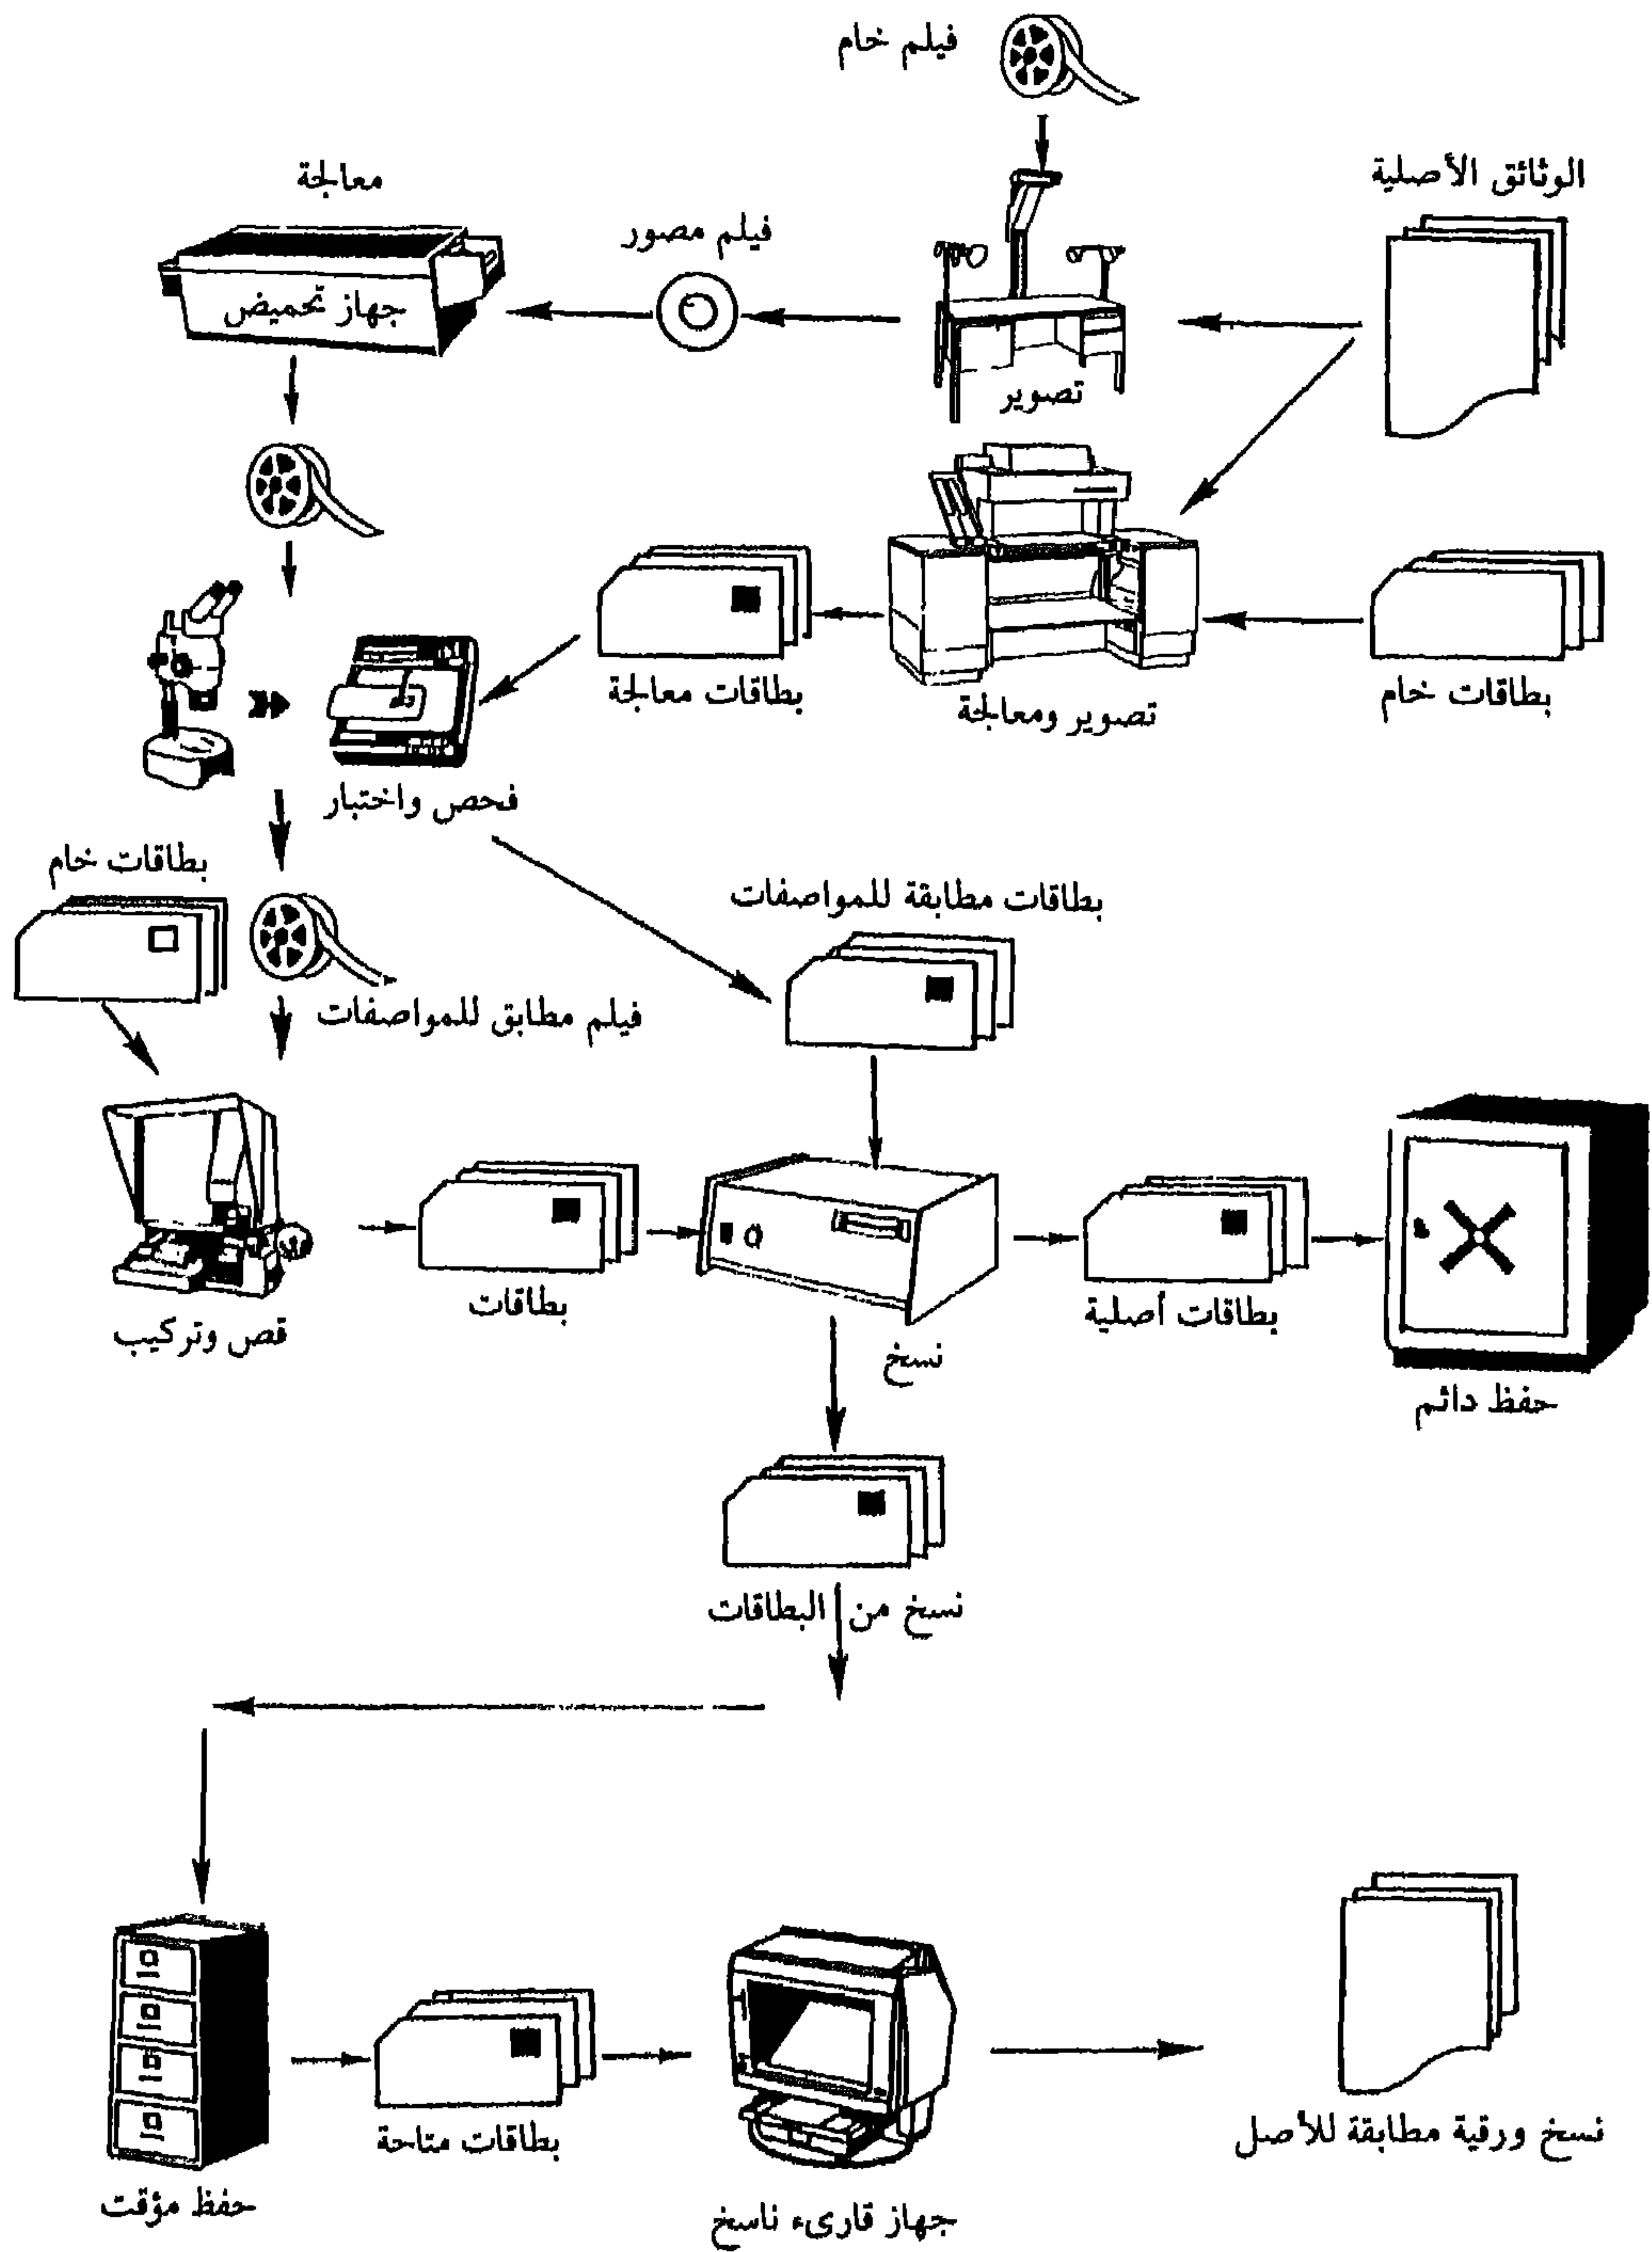 فيلم خام
الوثائق الأصلية
معالجة
فيلم مصور
جهاز تحميض
تصوير
بطاقات خام
تصوير ومعالجة
بطاقات معالجة
فحص واختبار
بطاقات خام
بطاقات مطابقة للمواصفات
فيلم مطابق للمواصفات
قص وتركيب
بطاقات
نسخ
بطاقات أصلية
حفظ دائم
نسخ من البطاقات
حفظ مؤقت
بطاقات متاحة
جهاز قارىء ناسخ
نسخ ورقية مطابقة للأصل